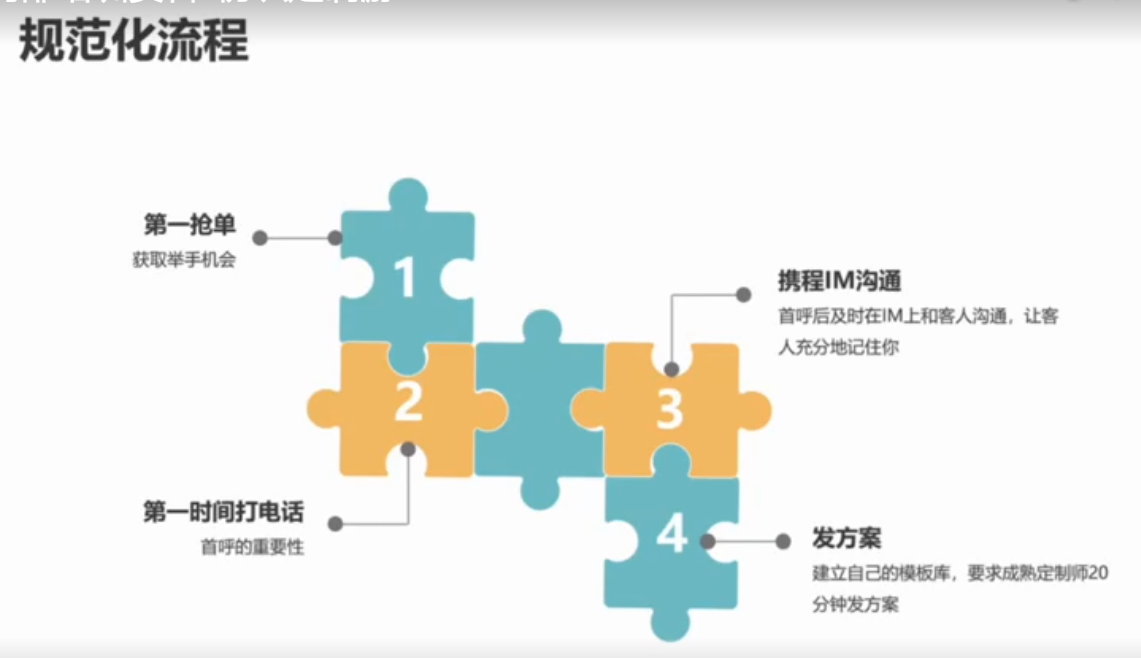 规范化流程
第一抢单
获取举手机会
1
携程IM沟通
首呼后及时在IM上和客人沟通，让客
人充分地记住你
2
3
第一时间打电话
首呼的重要性
4
发方案
建立自己的模板库，要求成熟定制师20
分钟发方案